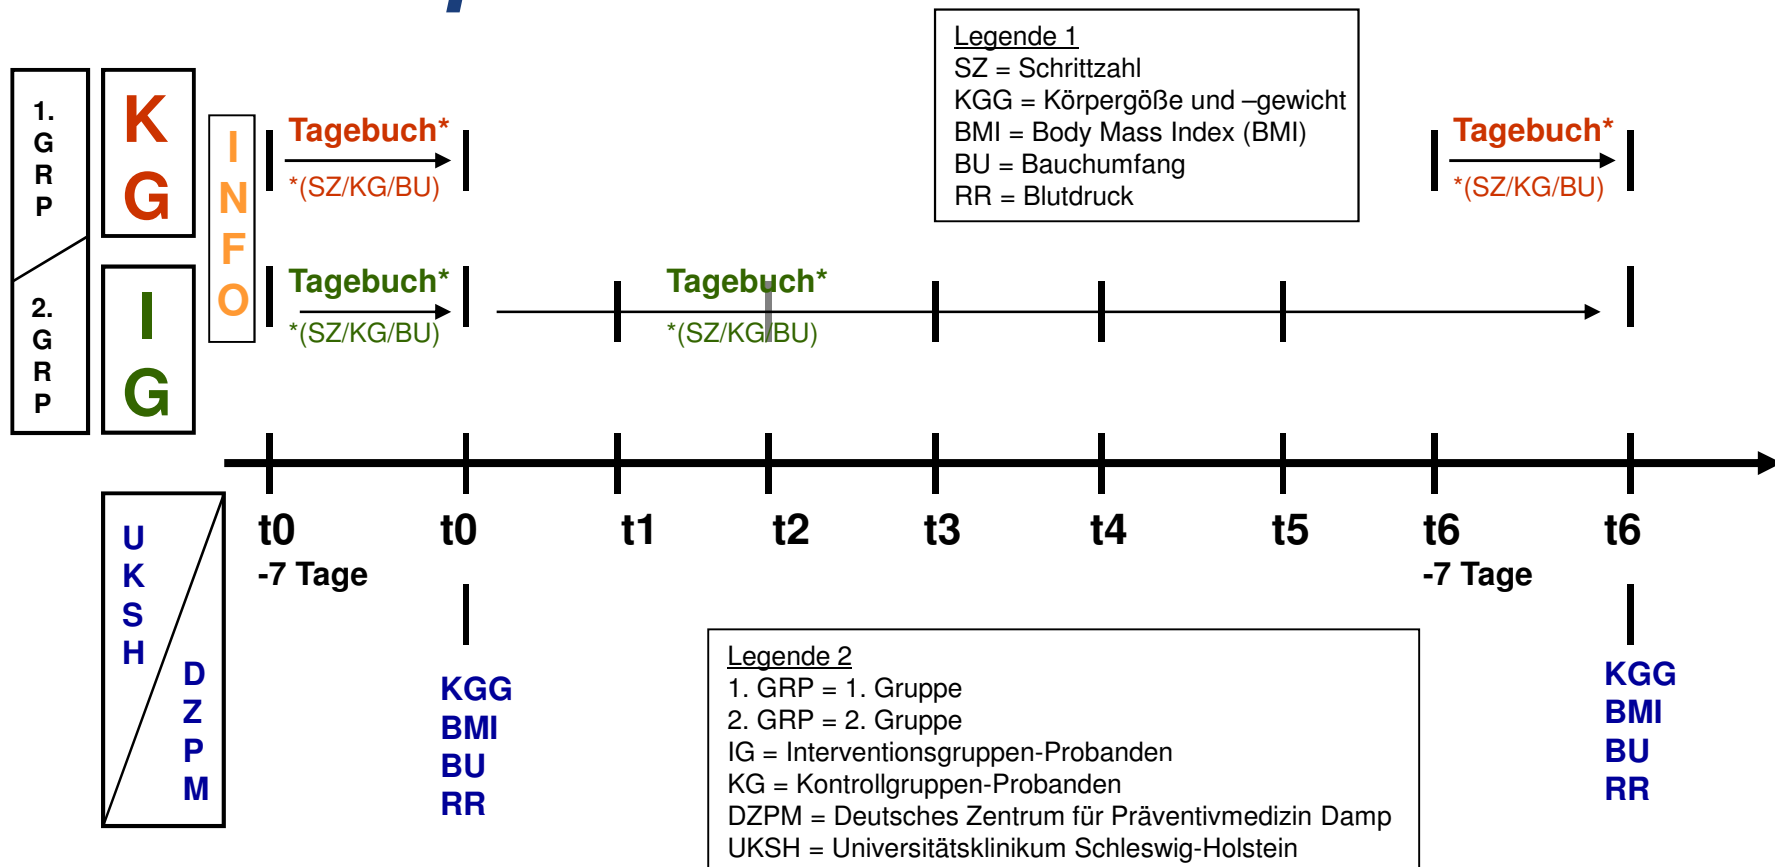 Legende 1
SZ = Schrittzahl
KGG = Körpergöße und –gewicht
BMI = Body Mass Index (BMI)
BU = Bauchumfang
RR = Blutdruck
1. GRP
KG
INFO
Tagebuch*
*(SZ/KG/BU)
Tagebuch*
*(SZ/KG/BU)
2. GRP
IG
Tagebuch*
*(SZ/KG/BU)
Tagebuch*
*(SZ/KG/BU)
t0 t0 t1 t2 t3 t4 t5 t6 t6
-7 Tage -7 Tage
UKSH
DZPM
KGG
BMI
BU
RR
Legende 2
1. GRP = 1. Gruppe
2. GRP = 2. Gruppe
IG = Interventionsgruppen-Probanden
KG = Kontrollgruppen-Probanden
DZPM = Deutsches Zentrum für Präventivmedizin Damp
UKSH = Universitätsklinikum Schleswig-Holstein
KGG
BMI
BU
RR